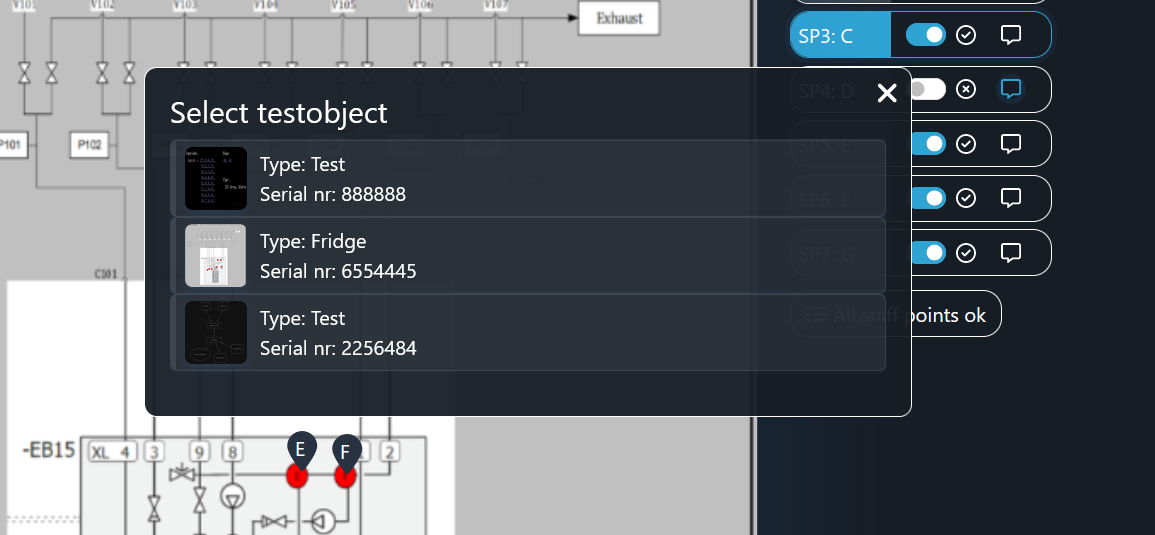 V101 V102 V103 V104 V105 V106 V107
Exhaust
SP3: C
SP4: D
Select testobject
P101
P102
Type: Test
Serial nr: 888888
SP5: E
SP6: F
Type: Fridge
Serial nr: 6554445
SP7: G
C101
Type: Test
Serial nr: 2256484
All sniff points ok
-EB15
XL 4 3 9 8 1 2
E
F